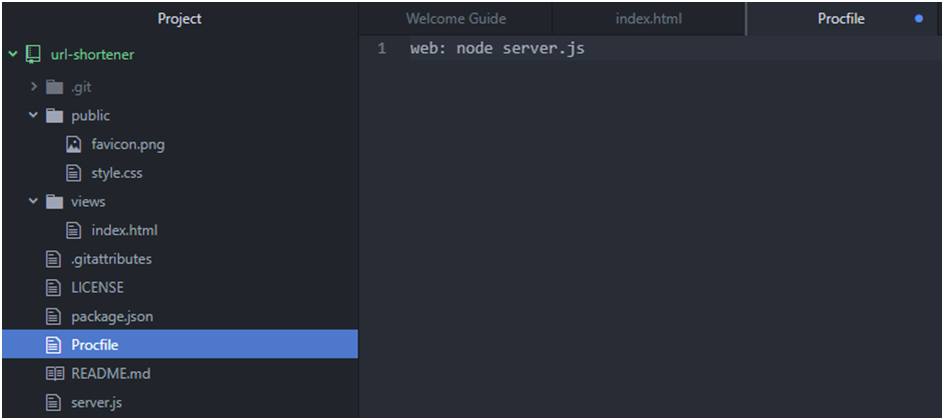 Project
url-shortener
.git
public
favicon.png
style.css
views
index.html
.gitattributes
LICENSE
package.json
Procfile
README.md
server.js
Welcome Guide
index.html
Procfile
1 web: node server.js